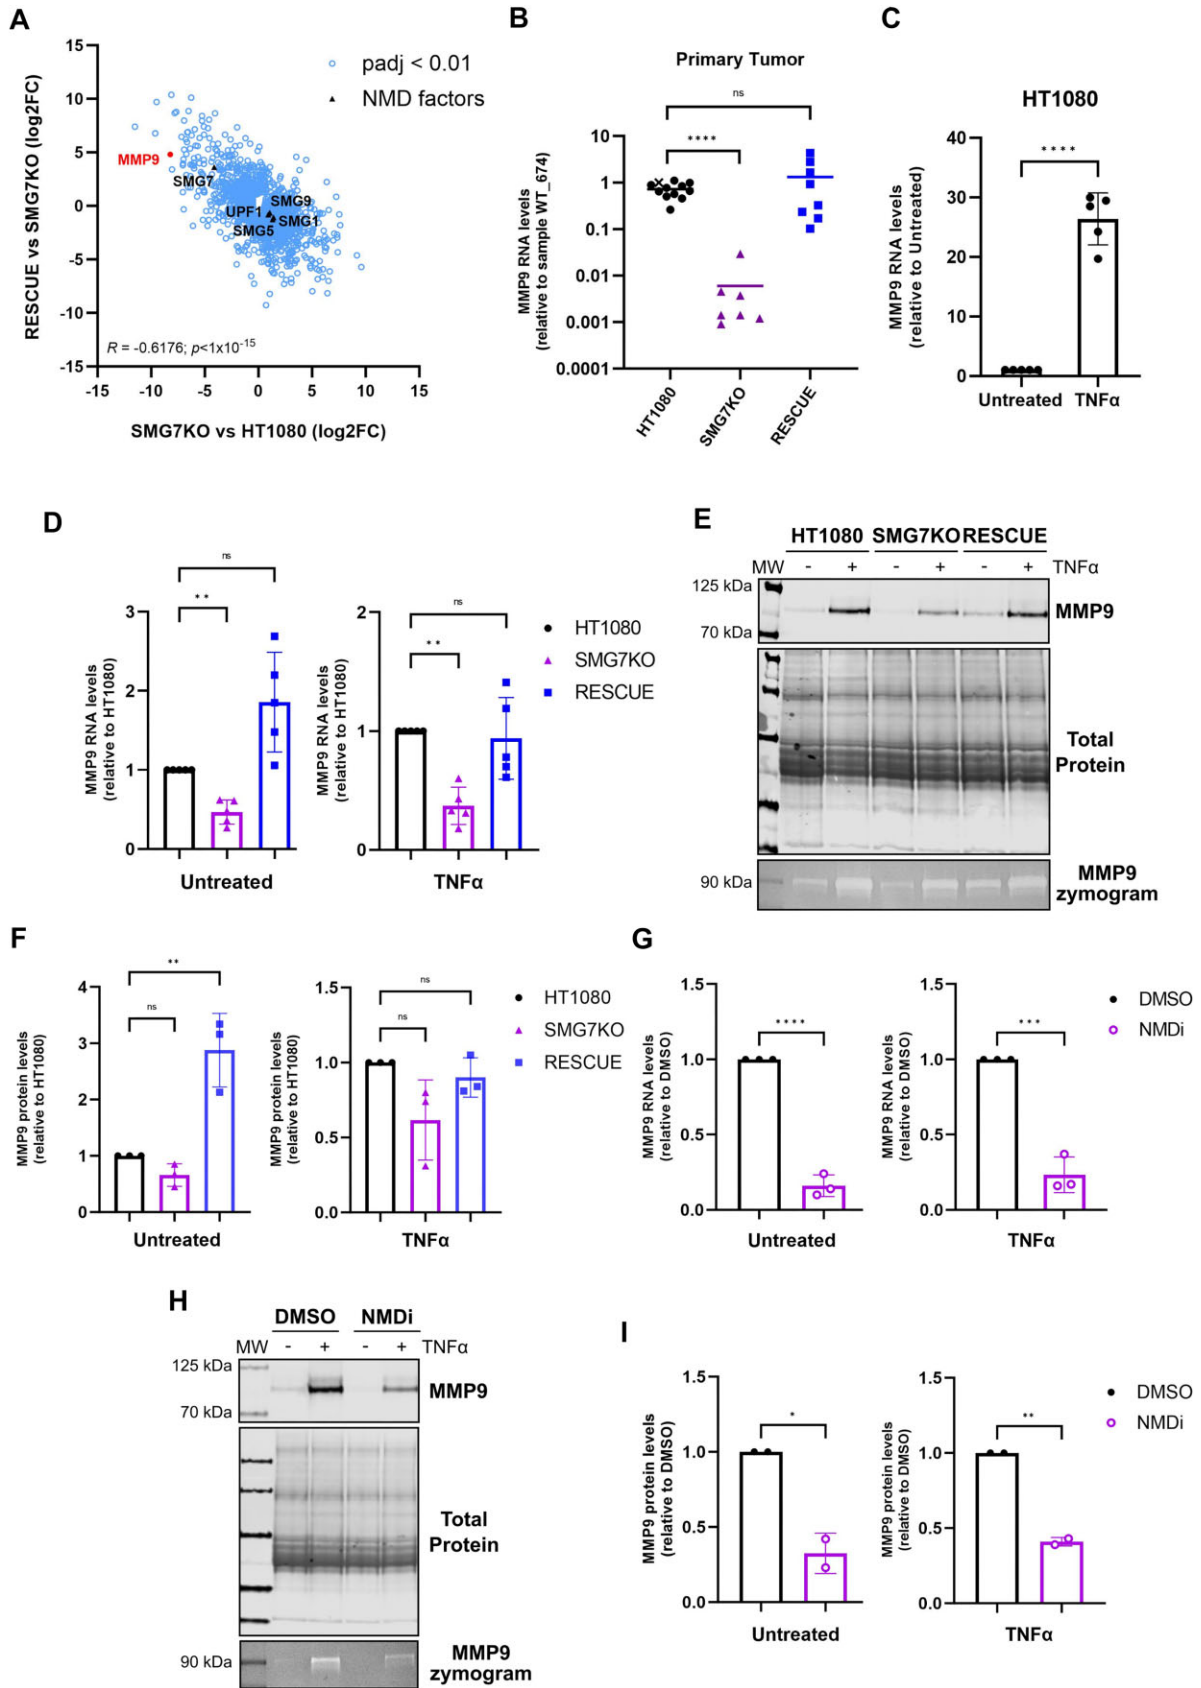 A
RESCUE vs SMG7KO (log2FC)
15
10
5
0
-5
-10
-15
-15 -10 -5 0 5 10 15
SMG7KO vs HT1080 (log2FC)
padj < 0.01
NMD factors
MMP9
SMG7
SMG9
UPF1
SMG1
SMG5
R = -0.6176; p<1x10-15
B
Primary Tumor
ns
****
MMP9 RNA levels
(relative to sample WT_674)
10
1
0.1
0.01
0.001
0.0001
HT1080
SMG7KO
RESCUE
C
HT1080
****
MMP9 RNA levels
(relative to Untreated)
40
30
20
10
0
Untreated TNFα
D
ns
**
MMP9 RNA levels
(relative to HT1080)
3
2
1
0
Untreated
ns
**
MMP9 RNA levels
(relative to HT1080)
2
1
0
TNFα
HT1080
SMG7KO
RESCUE
E
HT1080 SMG7KO RESCUE
MW - + - + - + TNFα
125 kDa
MMP9
70 kDa
Total
Protein
90 kDa
MMP9
zymogram
F
**
ns
MMP9 protein levels
(relative to HT1080)
4
3
2
1
0
Untreated
ns
ns
MMP9 protein levels
(relative to HT1080)
1.5
1.0
0.5
0.0
TNFα
HT1080
SMG7KO
RESCUE
G
****
MMP9 RNA levels
(relative to DMSO)
1.5
1.0
0.5
0.0
Untreated
***
MMP9 RNA levels
(relative to DMSO)
1.5
1.0
0.5
0.0
TNFα
DMSO
NMDi
H
DMSO NMDi
MW - + - + TNFα
125 kDa
MMP9
70 kDa
Total
Protein
90 kDa
MMP9
zymogram
I
*
MMP9 protein levels
(relative to DMSO)
1.5
1.0
0.5
0.0
Untreated
**
MMP9 protein levels
(relative to DMSO)
1.5
1.0
0.5
0.0
TNFα
DMSO
NMDi